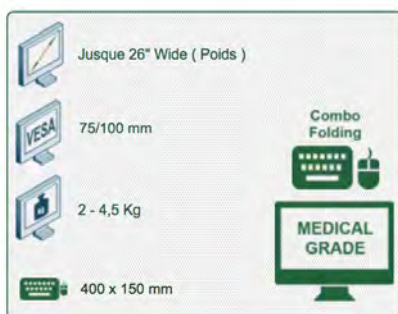 Jusque 26" Wide ( Poids )
VESA
75/100 mm
2 - 4,5 Kg
400 x 150 mm
Combo
Folding
MEDICAL
GRADE